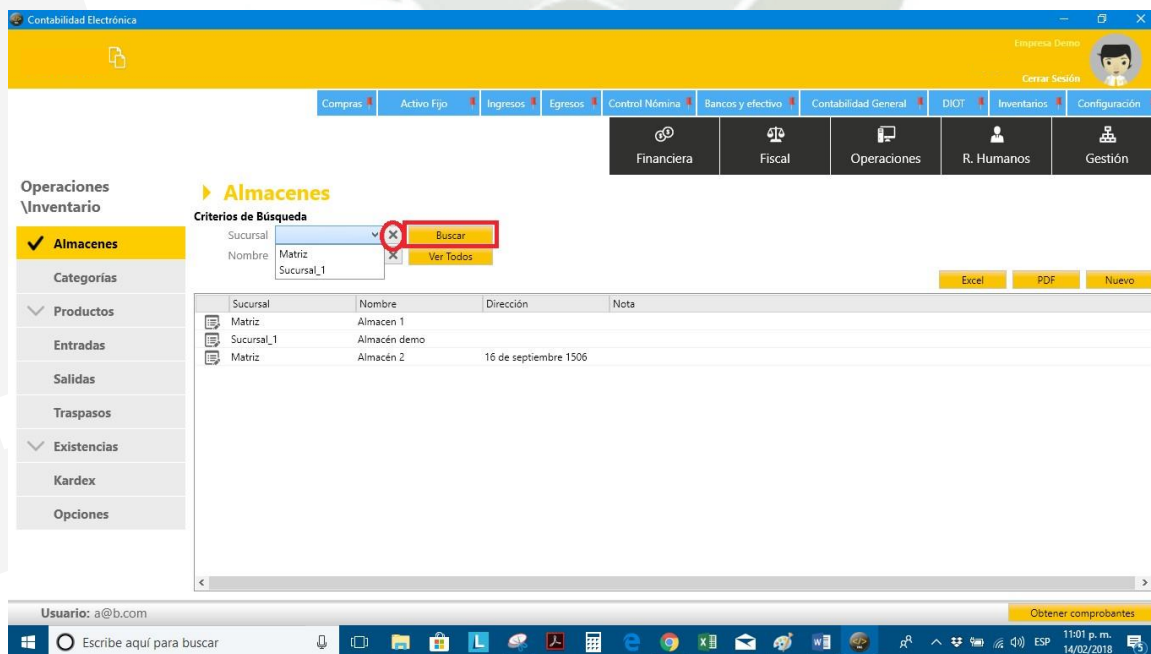 Contabilidad Electrónica
Empresa Demo
Cerrar Sesión
Compras Activo Fijo Ingresos Egresos Control Nómina Bancos y efectivo Contabilidad General DIOT Inventarios Configuración
Financiera Fiscal Operaciones R. Humanos Gestión
Operaciones
\Inventario
Almacenes
Categorías
Productos
Entradas
Salidas
Traspasos
Existencias
Kardex
Opciones
Almacenes
Criterios de Búsqueda
Sucursal Buscar
Nombre Ver Todos
Matriz
Sucursal_1
Excel PDF Nuevo
Sucursal Nombre Dirección Nota
Matriz Almacen 1
Sucursal_1 Almacén demo
Matriz Almacén 2 16 de septiembre 1506
Usuario: a@b.com
Obtener comprobantes
Escribe aquí para buscar
ESP
11:01 p. m.
14/02/2018